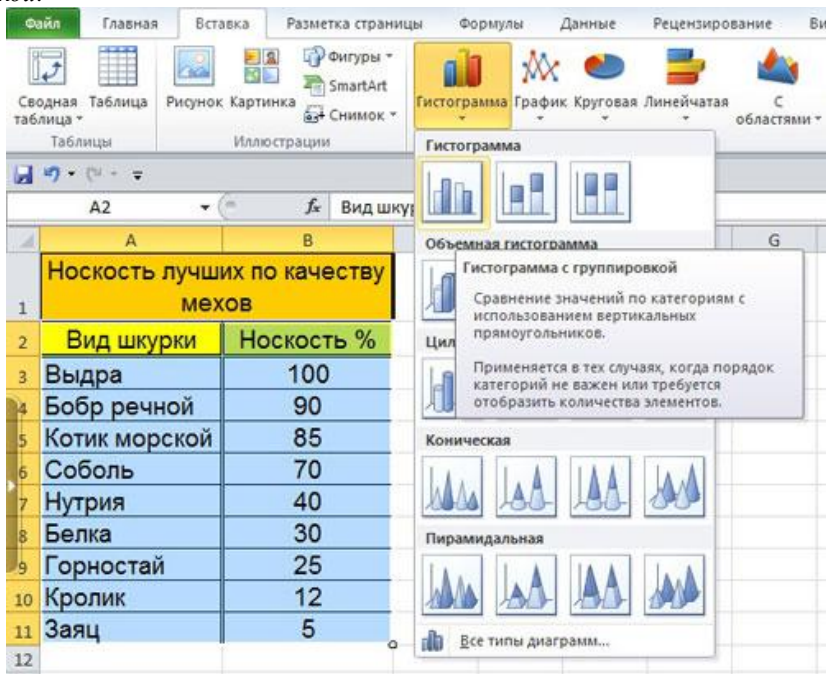 Файл Главная Вставка Разметка страницы Формулы Данные Рецензирование Ви
Сводная таблица
Таблица
Рисунок
Картинка
Фигуры
SmartArt
Снимок
Гистограмма
График
Круговая
Линейчатая
С областями
Таблицы
Иллюстрации
A2
fx Вид шкур
A B G
1 Носкость лучших по качеству
мехов
2 Вид шкурки Носкость %
3 Выдра 100
4 Бобр речной 90
5 Котик морской 85
6 Соболь 70
7 Нутрия 40
8 Белка 30
9 Горностай 25
10 Кролик 12
11 Заяц 5
12
Гистограмма
Объемная гистограмма
Гистограмма с группировкой
Сравнение значений по категориям с
использованием вертикальных
прямоугольников.
Применяется в тех случаях, когда порядок
категорий не важен или требуется
отобразить количества элементов.
Цил
Коническая
Пирамидальная
Все типы диаграмм...